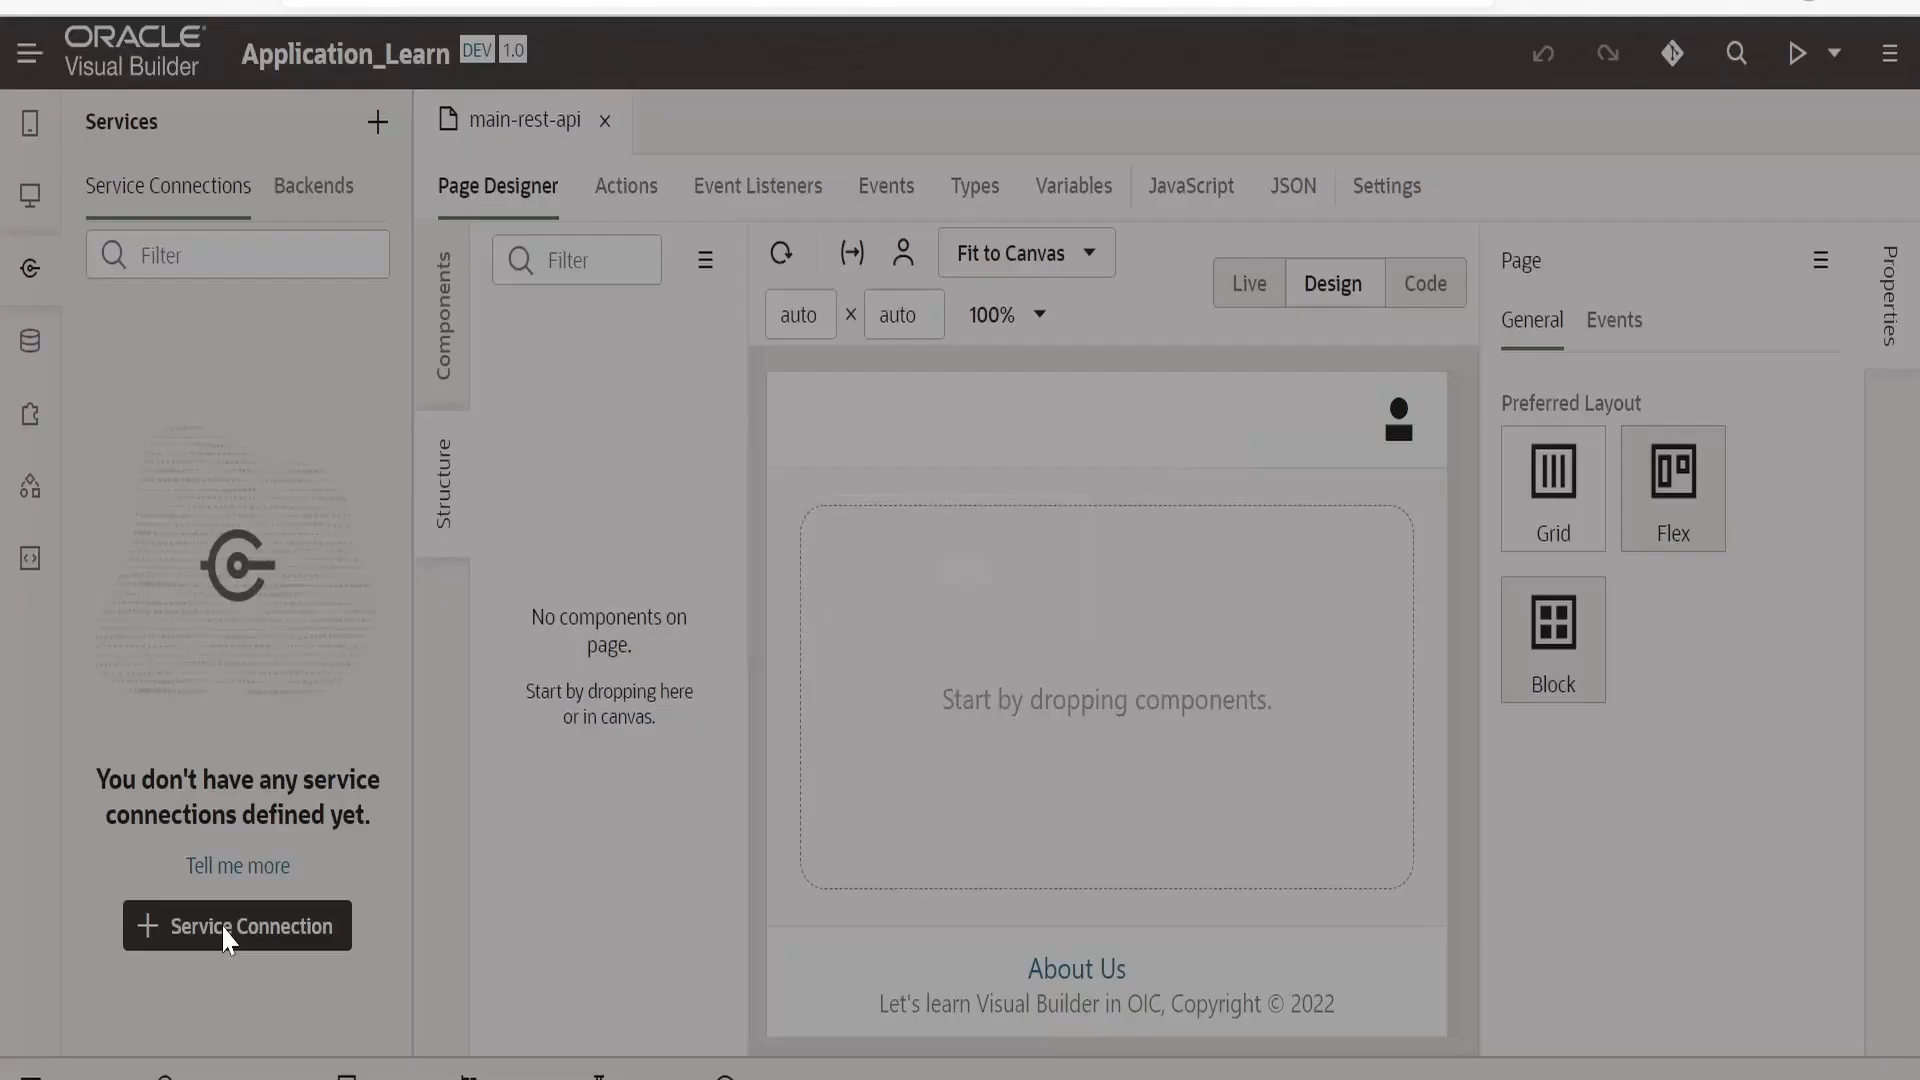 ORACLE
Visual Builder
Application_Learn DEV 1.0
Services
main-rest-api
Service Connections Backends
Page Designer Actions Event Listeners Events Types Variables JavaScript JSON Settings
Filter
Components
Structure
Filter
Fit to Canvas
auto × auto 100%
Live Design Code
No components on
page.
Start by dropping here
or in canvas.
Start by dropping components.
Page
General Events
Properties
Preferred Layout
Grid
Flex
Block
You don't have any service
connections defined yet.
Tell me more
Service Connection
About Us
Let's learn Visual Builder in OIC, Copyright © 2022